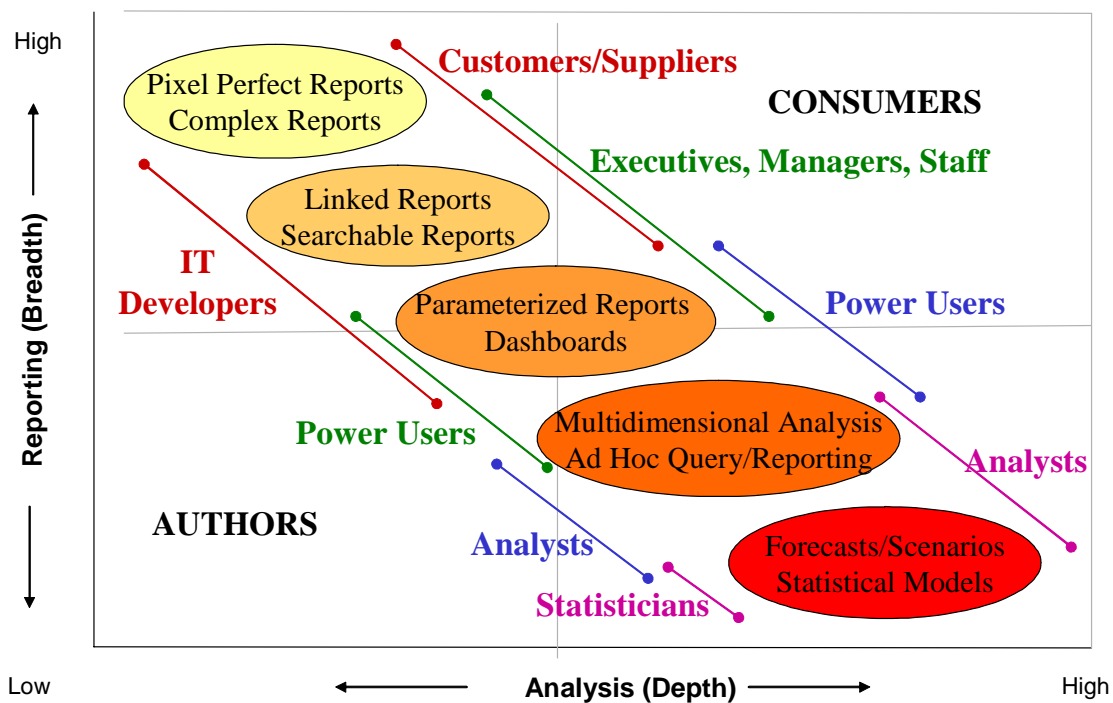 High
Customers/Suppliers
Pixel Perfect Reports
Complex Reports
CONSUMERS
Executives, Managers, Staff
Linked Reports
Searchable Reports
IT
Developers
Parameterized Reports
Dashboards
Power Users
Reporting (Breadth)
Power Users
Multidimensional Analysis
Ad Hoc Query/Reporting
Analysts
AUTHORS
Analysts
Forecasts/Scenarios
Statistical Models
Statisticians
Low
Analysis (Depth)
High